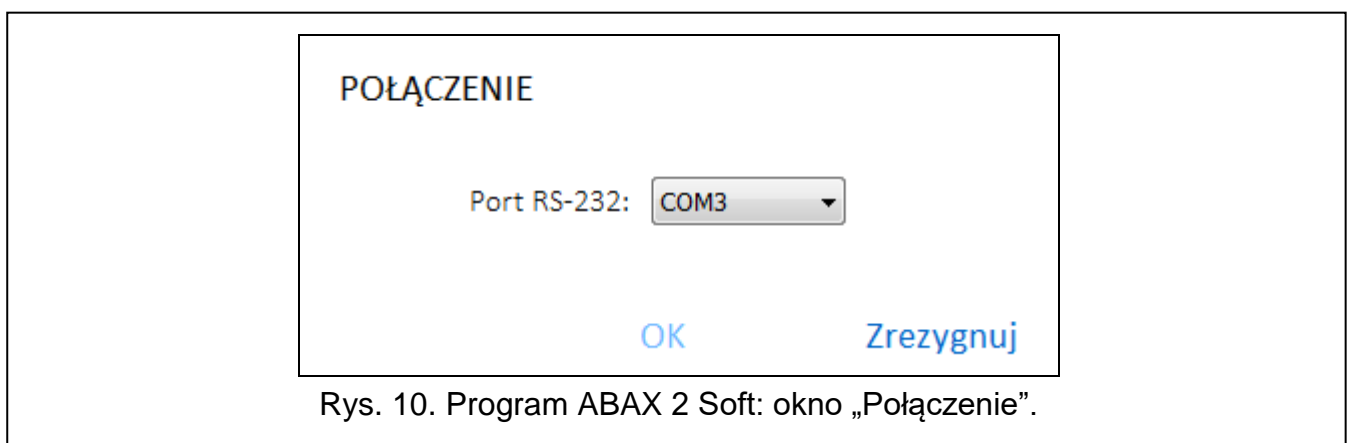 POŁĄCZENIE
Port RS-232: COM3
OK Zrezygnuj
Rys. 10. Program ABAX 2 Soft: okno „Połączenie”.